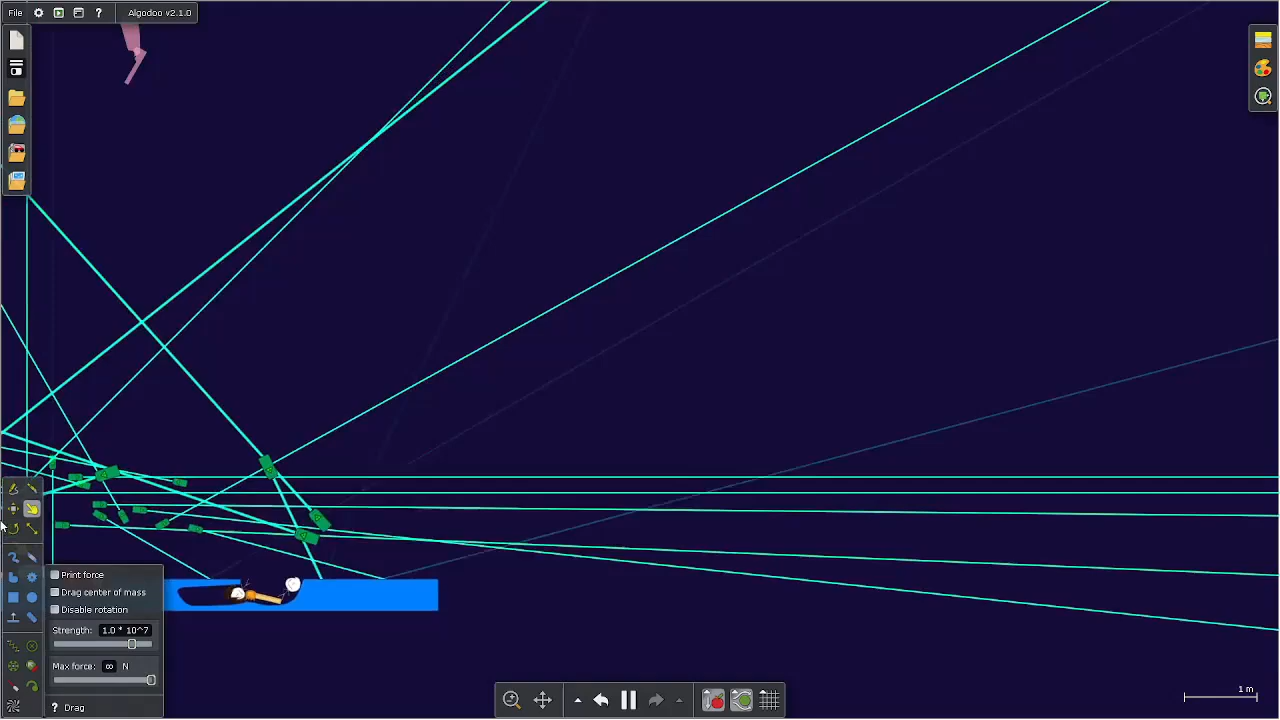 File ? Algodoo v2.1.0
Print force
Drag center of mass
Disable rotation
Strength: 1.0 * 10^7
Max force: ∞ N
? Drag
1 m